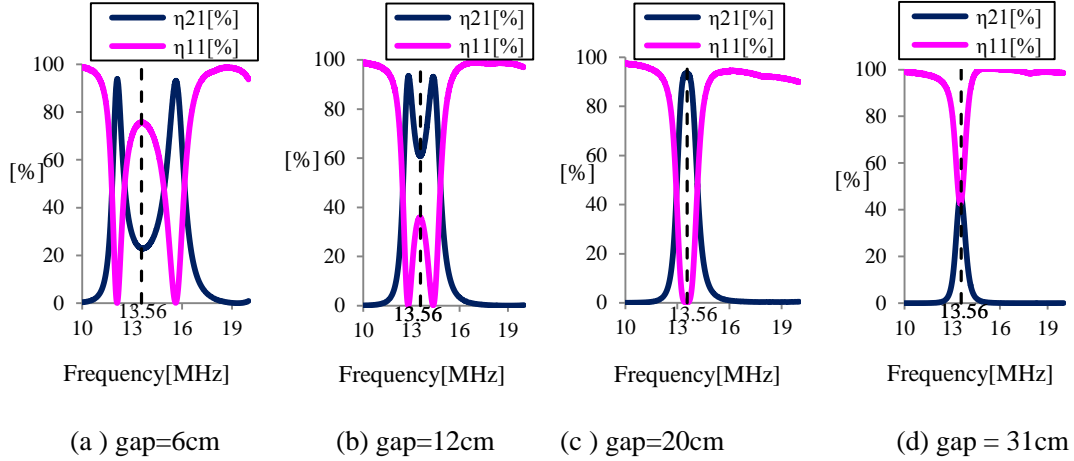 η21[%]
η11[%]
100
80
60
40
20
0
[%]
13.56
10 13 16 19
Frequency[MHz]
(a ) gap=6cm
η21[%]
η11[%]
100
80
60
40
20
0
[%]
13.56
10 13 16 19
Frequency[MHz]
(b) gap=12cm
η21[%]
η11[%]
100
80
60
40
20
0
[%]
13.56
10 13 16 19
Frequency[MHz]
(c ) gap=20cm
η21[%]
η11[%]
100
80
60
40
20
0
[%]
13.56
10 13 16 19
Frequency[MHz]
(d) gap = 31cm